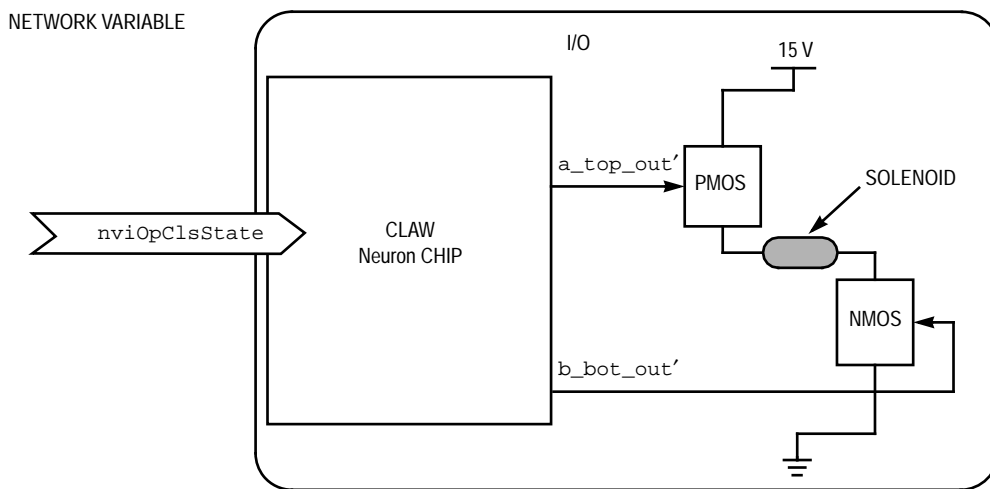 NETWORK VARIABLE
I/O
15 V
a_top_out′
PMOS
SOLENOID
nviOpClsState
CLAW
Neuron CHIP
NMOS
b_bot_out′